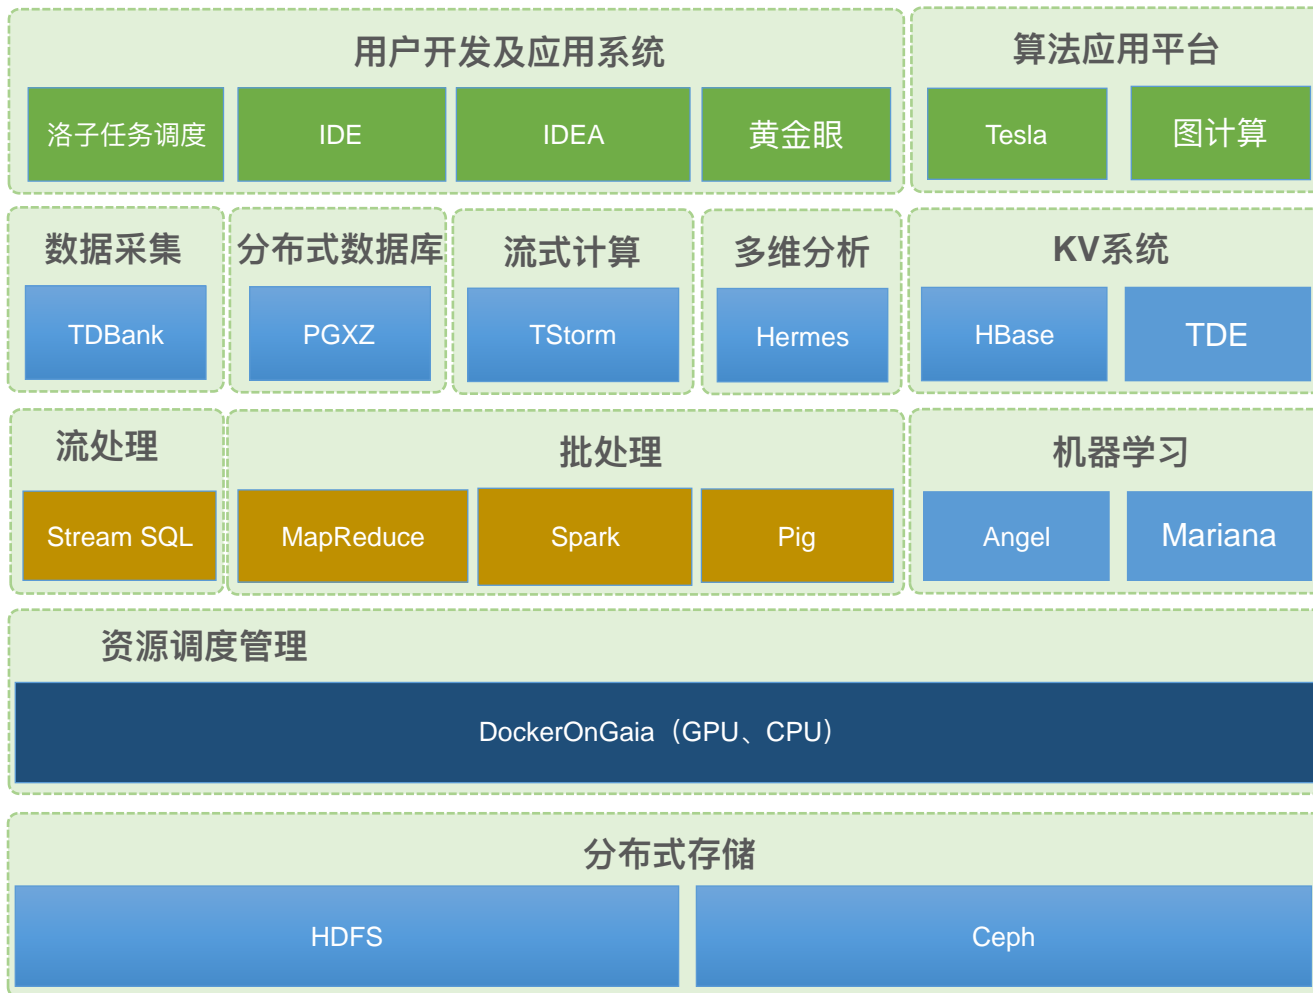 用户开发及应用系统
洛子任务调度
IDE
IDEA
黄金眼
算法应用平台
Tesla
图计算
数据采集
TDBank
分布式数据库
PGXZ
流式计算
TStorm
多维分析
Hermes
KV系统
HBase
TDE
流处理
Stream SQL
批处理
MapReduce
Spark
Pig
机器学习
Angel
Mariana
资源调度管理
DockerOnGaia（GPU、CPU）
分布式存储
HDFS
Ceph